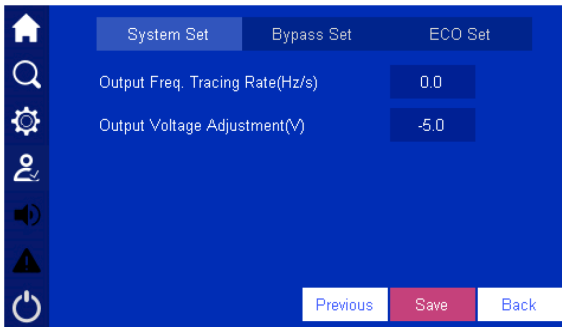 System Set Bypass Set ECO Set
Output Freq. Tracing Rate(Hz/s) 0.0
Output Voltage Adjustment(V) -5.0
Previous Save Back